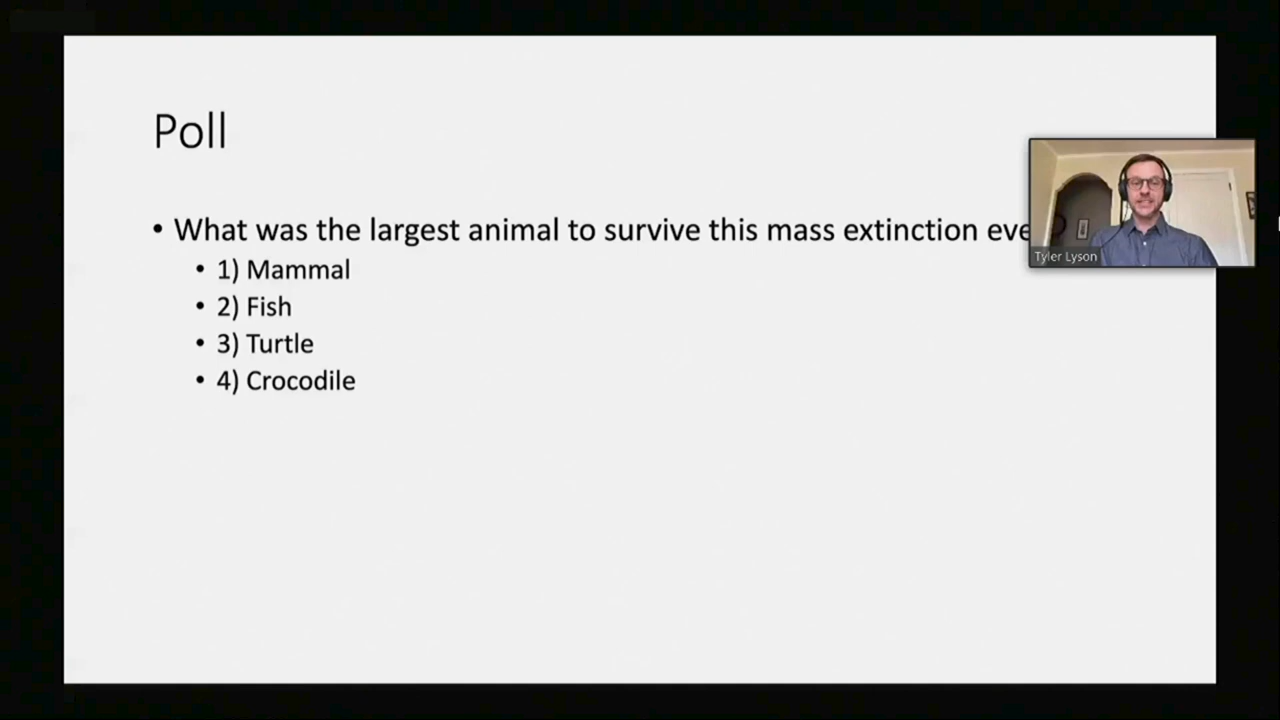 Poll
• What was the largest animal to survive this mass extinction eve
• 1) Mammal
• 2) Fish
• 3) Turtle
• 4) Crocodile
Tyler Lyson